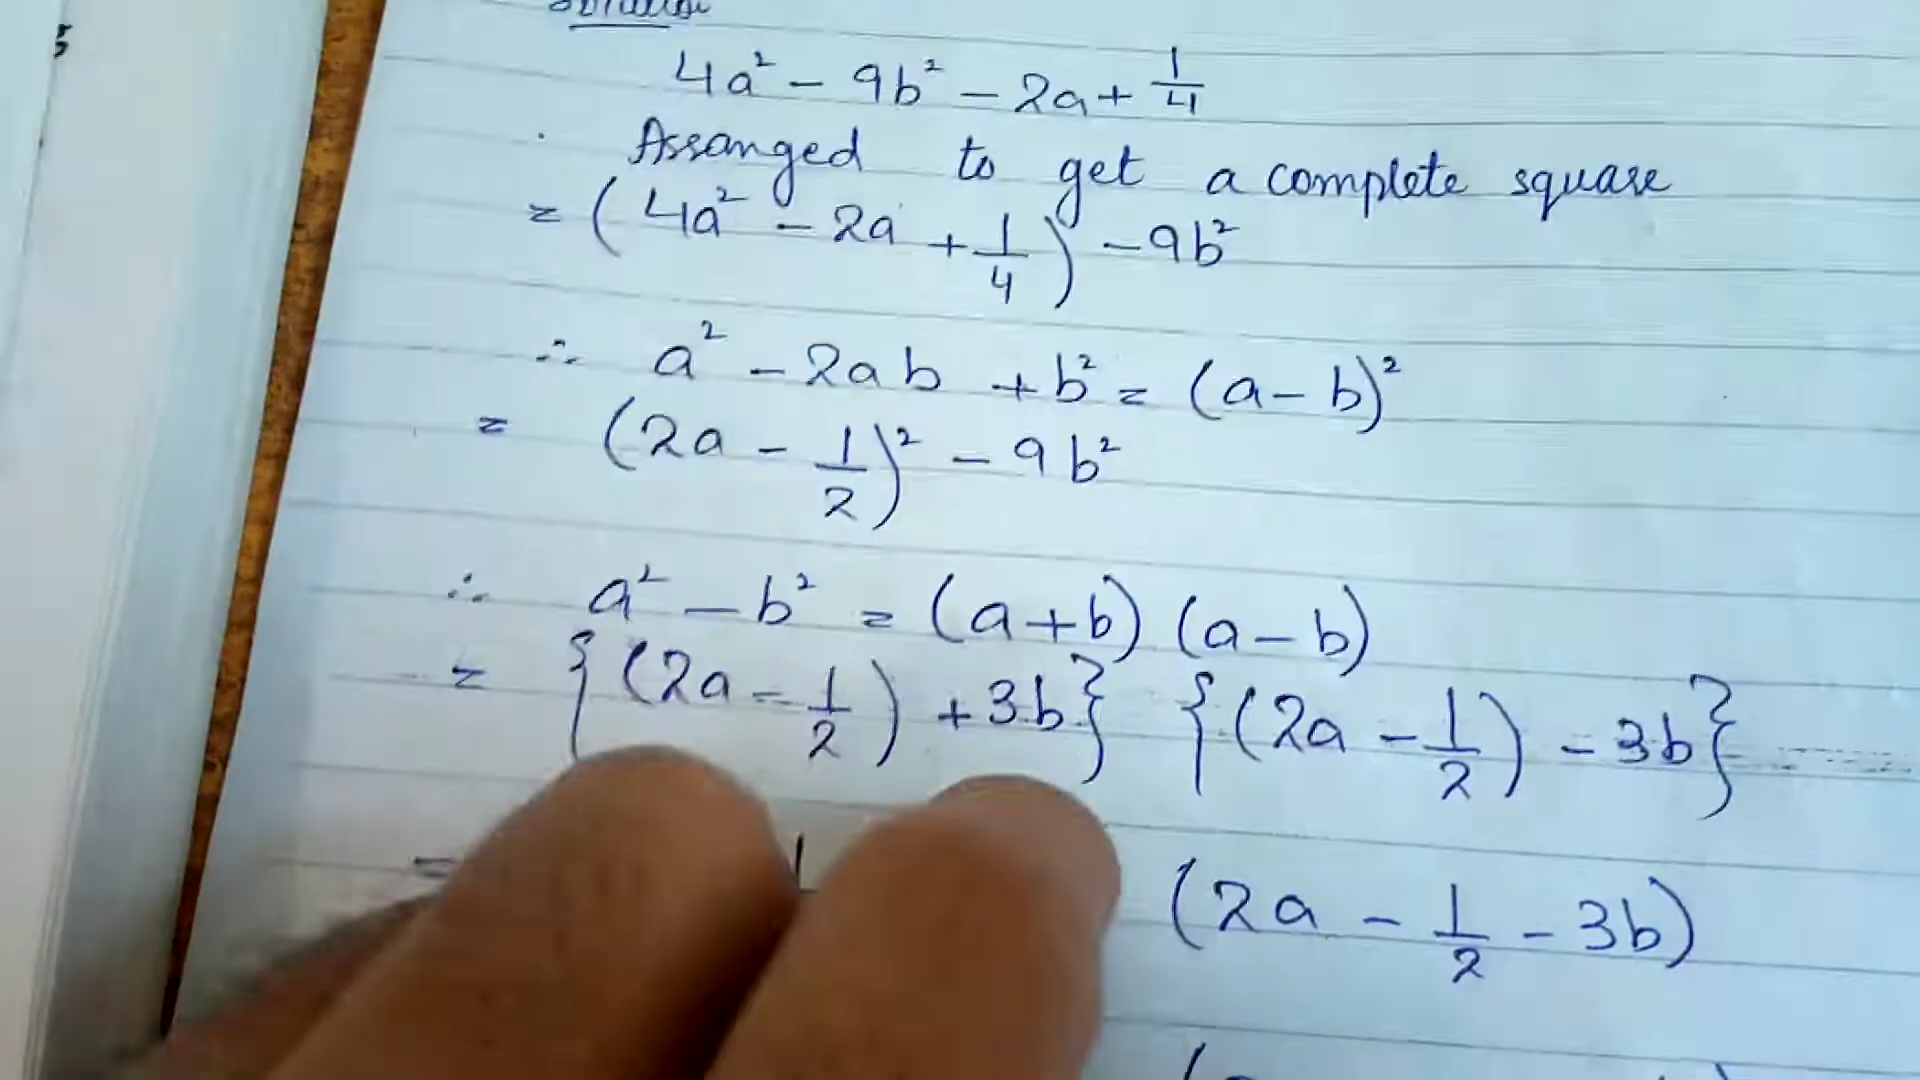 Solution
4a² - 9b² - 2a + 1/4
Arranged to get a complete square
= (4a² - 2a + 1/4) - 9b²
∴ a² - 2ab + b² = (a - b)²
= (2a - 1/2)² - 9b²
∴ a² - b² = (a+b) (a - b)
= {(2a - 1/2) + 3b} {(2a - 1/2) - 3b}
= (2a - 1/2 - 3b)